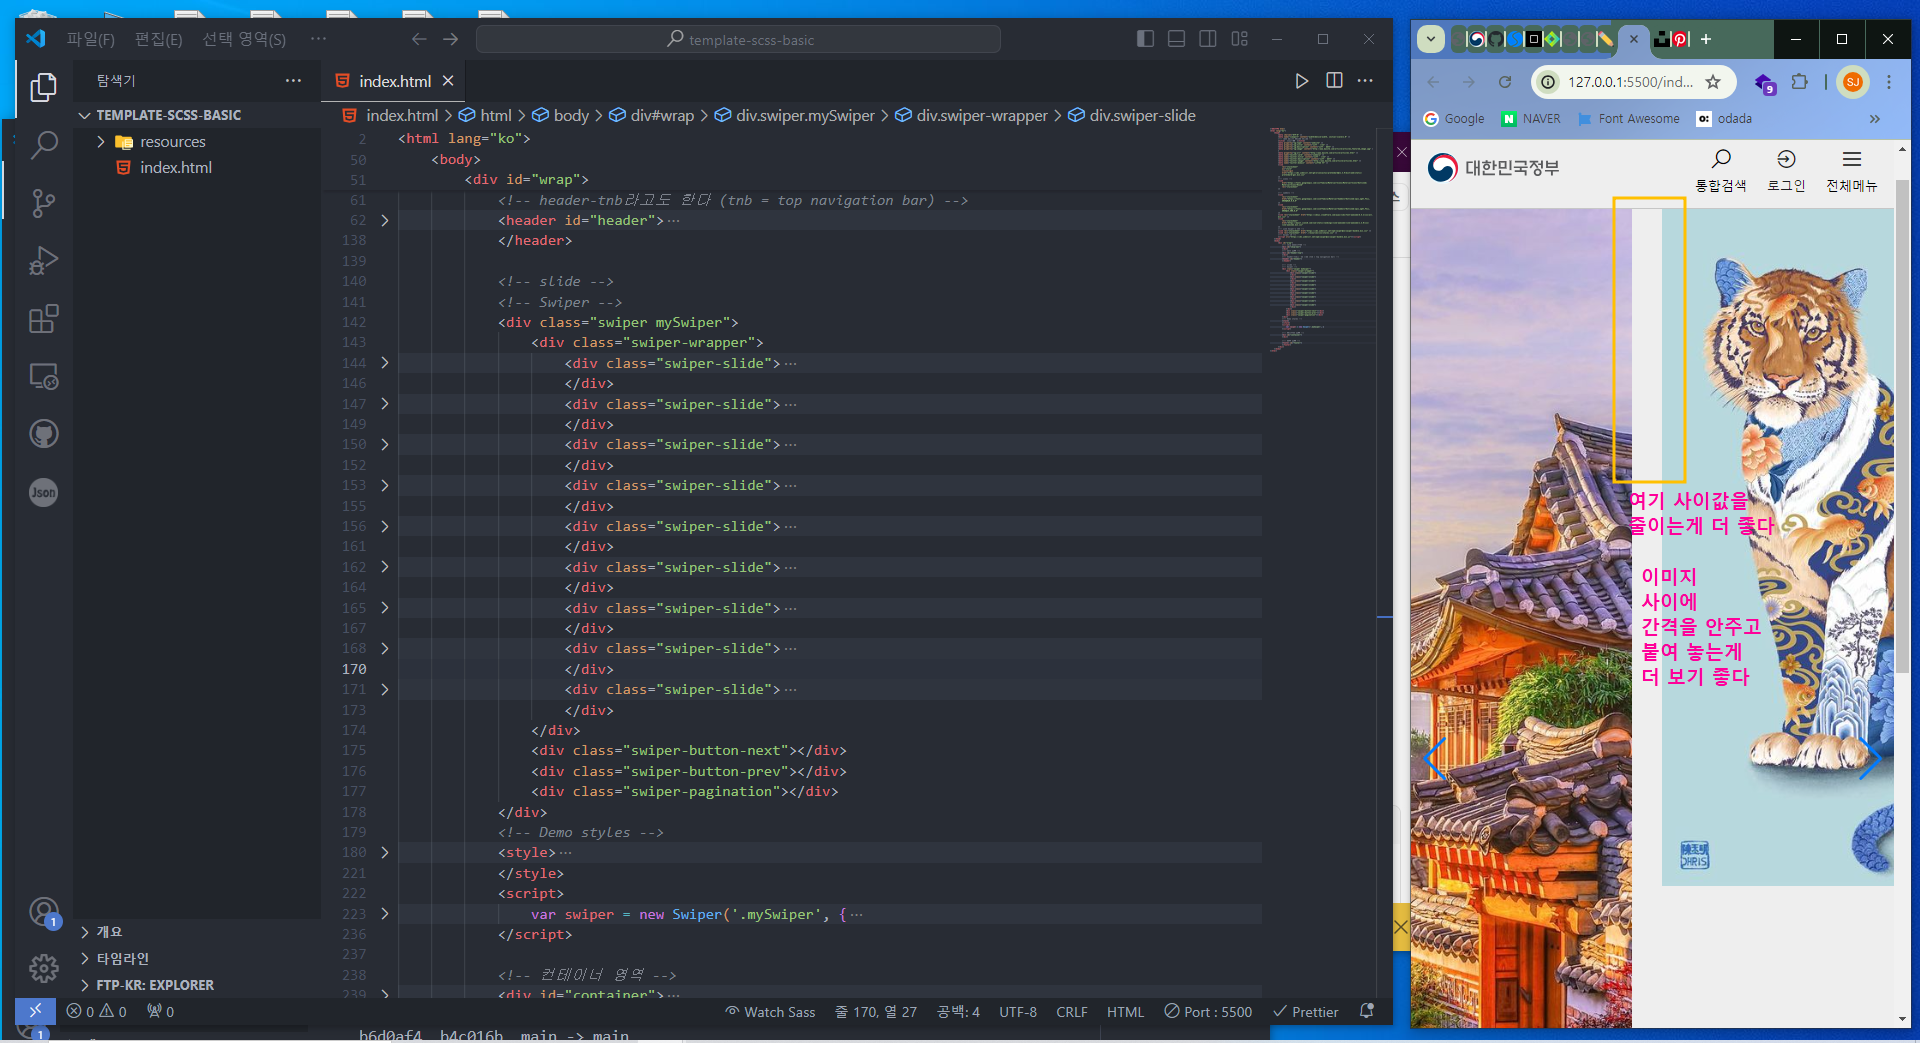 파일(F) 편집(E) 선택 영역(S) ···
template-scss-basic
탐색기 ···
TEMPLATE-SCSS-BASIC
resources
index.html
개요
타임라인
FTP-KR: EXPLORER
Json
1
1
index.html
index.html > html > body > div#wrap > div.swiper.mySwiper > div.swiper-wrapper > div.swiper-slide
2 <html lang="ko">
50 <body>
51 <div id="wrap">
61 <!-- header-tnb라고도 한다 (tnb = top navigation bar) -->
62 <header id="header">···
138 </header>
139
140 <!-- slide -->
141 <!-- Swiper -->
142 <div class="swiper mySwiper">
143 <div class="swiper-wrapper">
144 <div class="swiper-slide">···
146 </div>
147 <div class="swiper-slide">···
149 </div>
150 <div class="swiper-slide">···
152 </div>
153 <div class="swiper-slide">···
155 </div>
156 <div class="swiper-slide">···
161 </div>
162 <div class="swiper-slide">···
164 </div>
165 <div class="swiper-slide">···
167 </div>
168 <div class="swiper-slide">···
170 </div>
171 <div class="swiper-slide">···
173 </div>
174 </div>
175 <div class="swiper-button-next"></div>
176 <div class="swiper-button-prev"></div>
177 <div class="swiper-pagination"></div>
178 </div>
179 <!-- Demo styles -->
180 <style>···
221 </style>
222 <script>
223 var swiper = new Swiper('.mySwiper', {···
236 </script>
237
238 <!-- 컨테이너 영역 -->
239 <div id="container">···
0 0 0 Watch Sass 줄 170, 열 27 공백: 4 UTF-8 CRLF HTML Port : 5500 Prettier
b6d0af4..b4c016b main -> main
127.0.0.1:5500/ind... 9 SJ
Google NAVER Font Awesome odada
대한민국정부
통합검색 로그인 전체메뉴
여기 사이값을
줄이는게 더 좋다
이미지
사이에
간격을 안주고
붙여 놓는게
더 보기 좋다
CHRIS